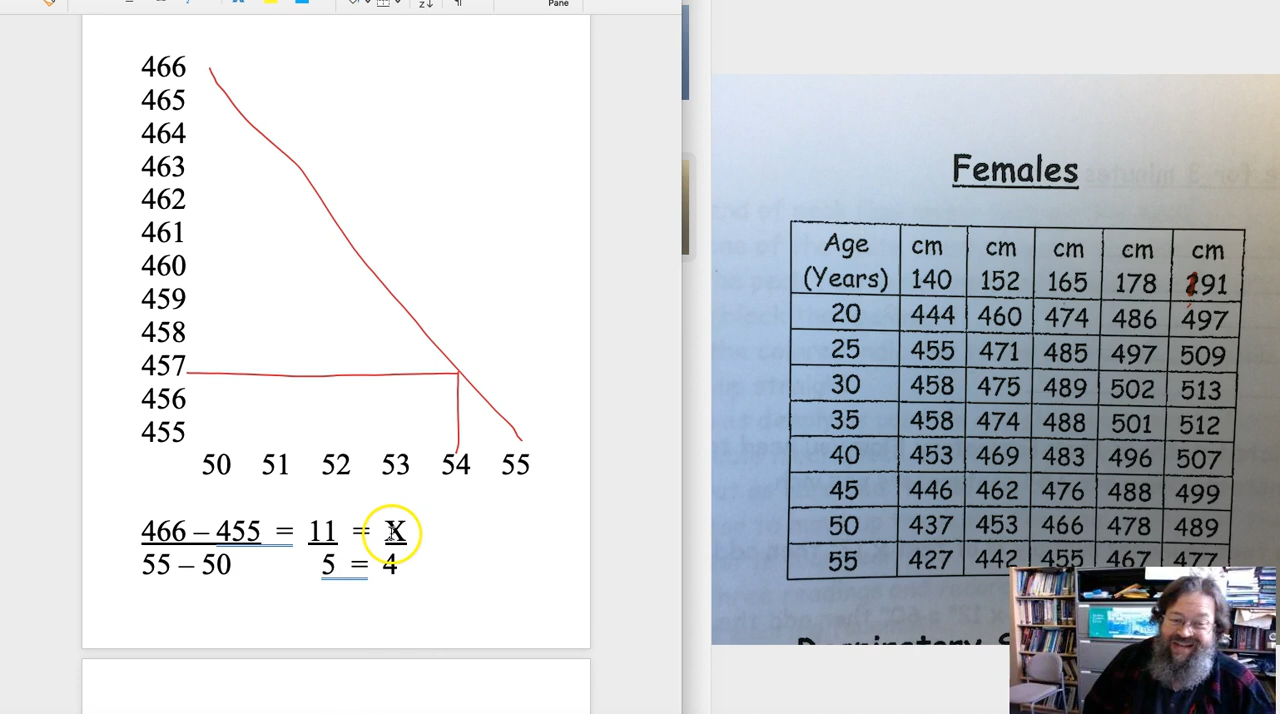 Pane
466
465
464
463
462
461
460
459
458
457
456
455
50 51 52 53 54 55
466 – 455 = 11 = X
55 – 50 5 = 4
Females
Age cm cm cm cm cm
(Years) 140 152 165 178 191
20 444 460 474 486 497
25 455 471 485 497 509
30 458 475 489 502 513
35 458 474 488 501 512
40 453 469 483 496 507
45 446 462 476 488 499
50 437 453 466 478 489
55 427 442 455 467 477